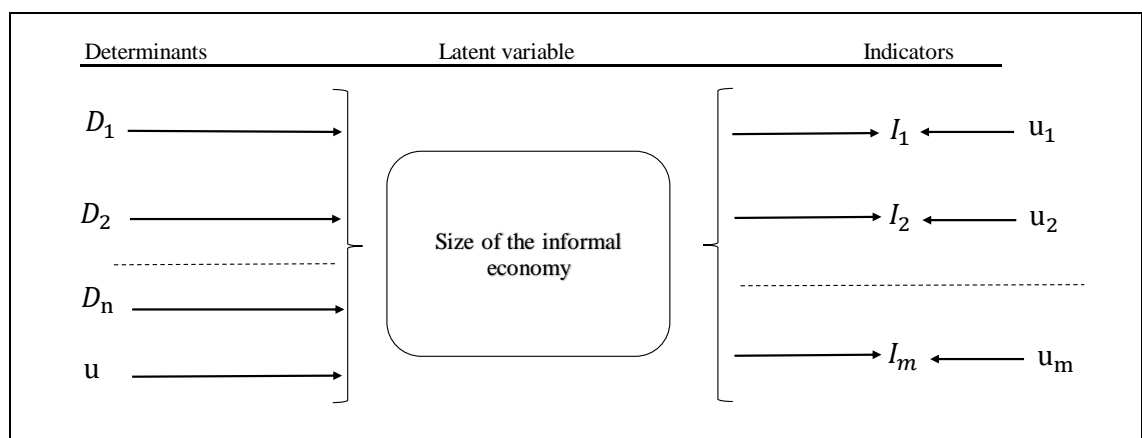 Determinants Latent variable Indicators
D₁ I₁ u₁
D₂ I₂ u₂
Size of the informal
economy
Dₙ
u Iₘ uₘ